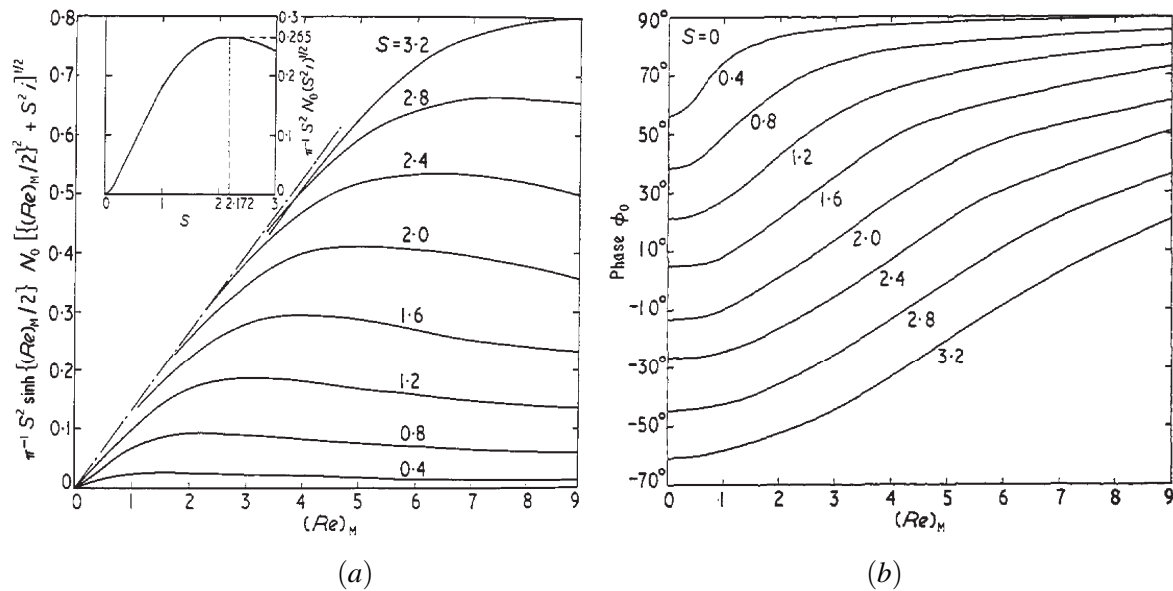 π⁻¹ S² sinh {(Re)_M/2} N₀ [{(Re)_M/2}² + S² i]^{1/2}
0·8
0·7
0·6
0·5
0·4
0·3
0·2
0·1
0
0 1 2 3 4 5 6 7 8 9
(Re)_M
S=3·2
2·8
2·4
2·0
1·6
1·2
0·8
0·4
0·3
0·265
0·2
0·1
0
π⁻¹ S² N₀(S² i)^{1/2}
0 1 2 2·172 3
S
(a)
Phase ϕ₀
90°
70°
50°
30°
10°
-10°
-30°
-50°
-70°
0 1 2 3 4 5 6 7 8 9
(Re)_M
S=0
0·4
0·8
1·2
1·6
2·0
2·4
2·8
3·2
(b)